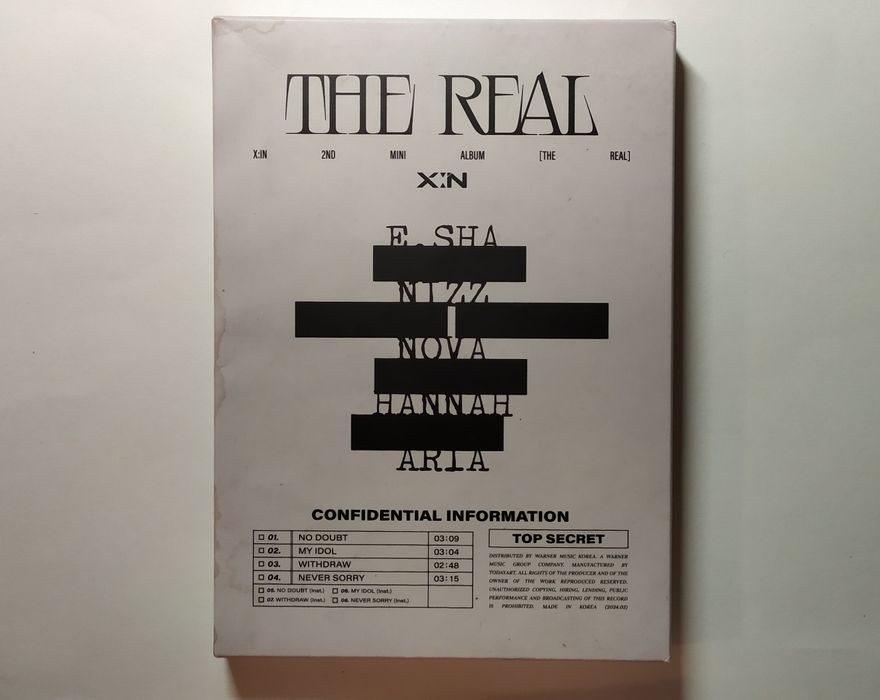 THE REAL
X:IN 2ND MINI ALBUM [THE REAL]
X:IN
E.SHA
NIZZ
NOVA
HANNAH
ARIA
CONFIDENTIAL INFORMATION
01. NO DOUBT 03:09
02. MY IDOL 03:04
03. WITHDRAW 02:48
04. NEVER SORRY 03:15
05. NO DOUBT (Inst.) 06. MY IDOL (Inst.)
07. WITHDRAW (Inst.) 08. NEVER SORRY (Inst.)
TOP SECRET
DISTRIBUTED BY WARNER MUSIC KOREA. A WARNER
MUSIC GROUP COMPANY. MANUFACTURED BY
TODAYART. ALL RIGHTS OF THE PRODUCER AND OF THE
OWNER OF THE WORK REPRODUCED RESERVED.
UNAUTHORIZED COPYING, HIRING, LENDING, PUBLIC
PERFORMANCE AND BROADCASTING OF THIS RECORD
IS PROHIBITED. MADE IN KOREA (2024.02)